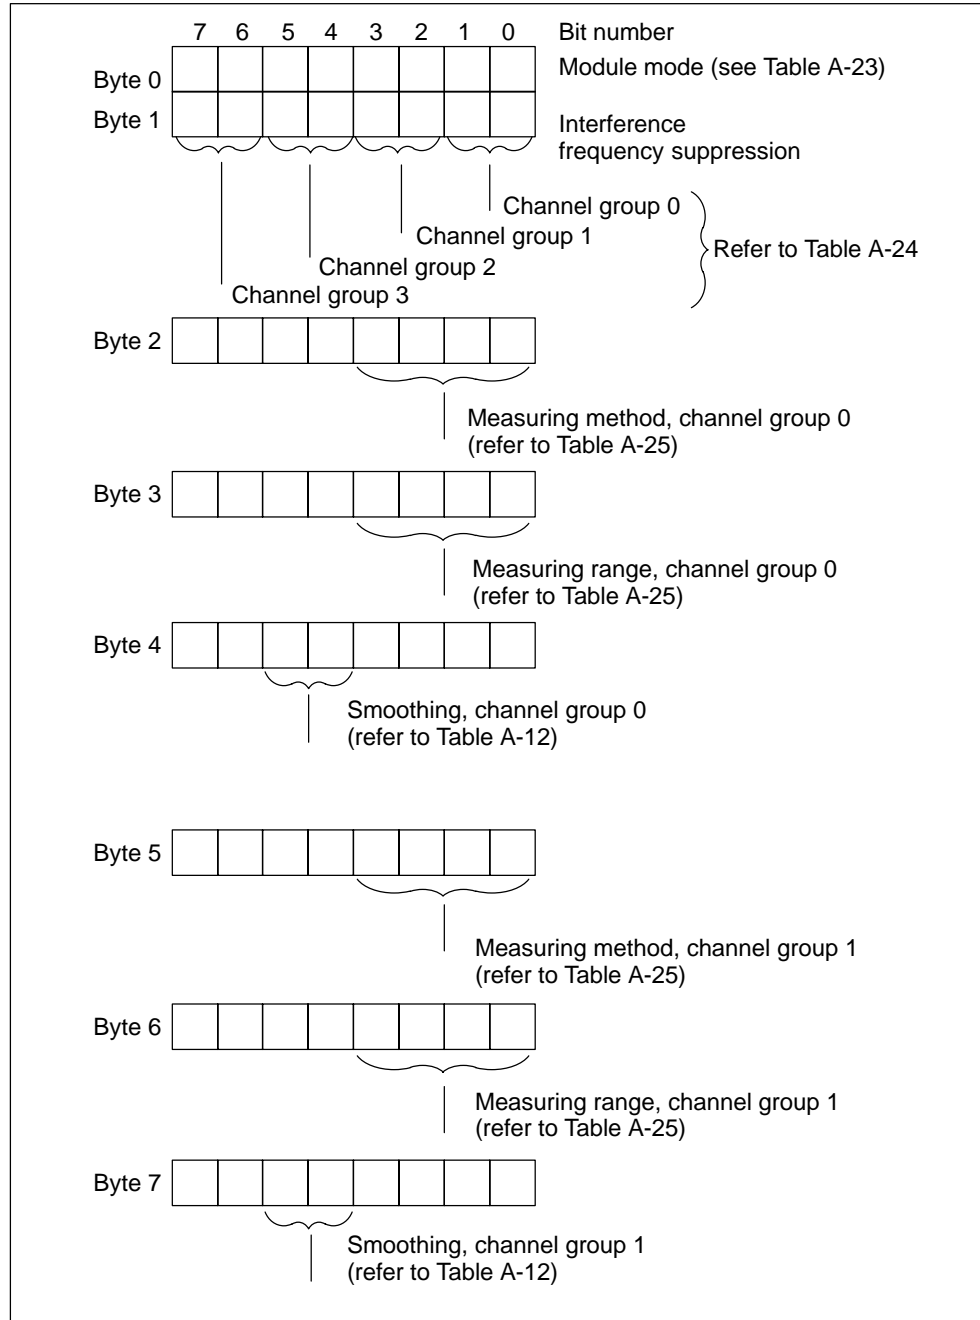 7 6 5 4 3 2 1 0 Bit number
Byte 0 Module mode (see Table A-23)
Byte 1 Interference
frequency suppression
Channel group 0
Channel group 1
Refer to Table A-24
Channel group 2
Channel group 3
Byte 2
Measuring method, channel group 0
(refer to Table A-25)
Byte 3
Measuring range, channel group 0
(refer to Table A-25)
Byte 4
Smoothing, channel group 0
(refer to Table A-12)
Byte 5
Measuring method, channel group 1
(refer to Table A-25)
Byte 6
Measuring range, channel group 1
(refer to Table A-25)
Byte 7
Smoothing, channel group 1
(refer to Table A-12)